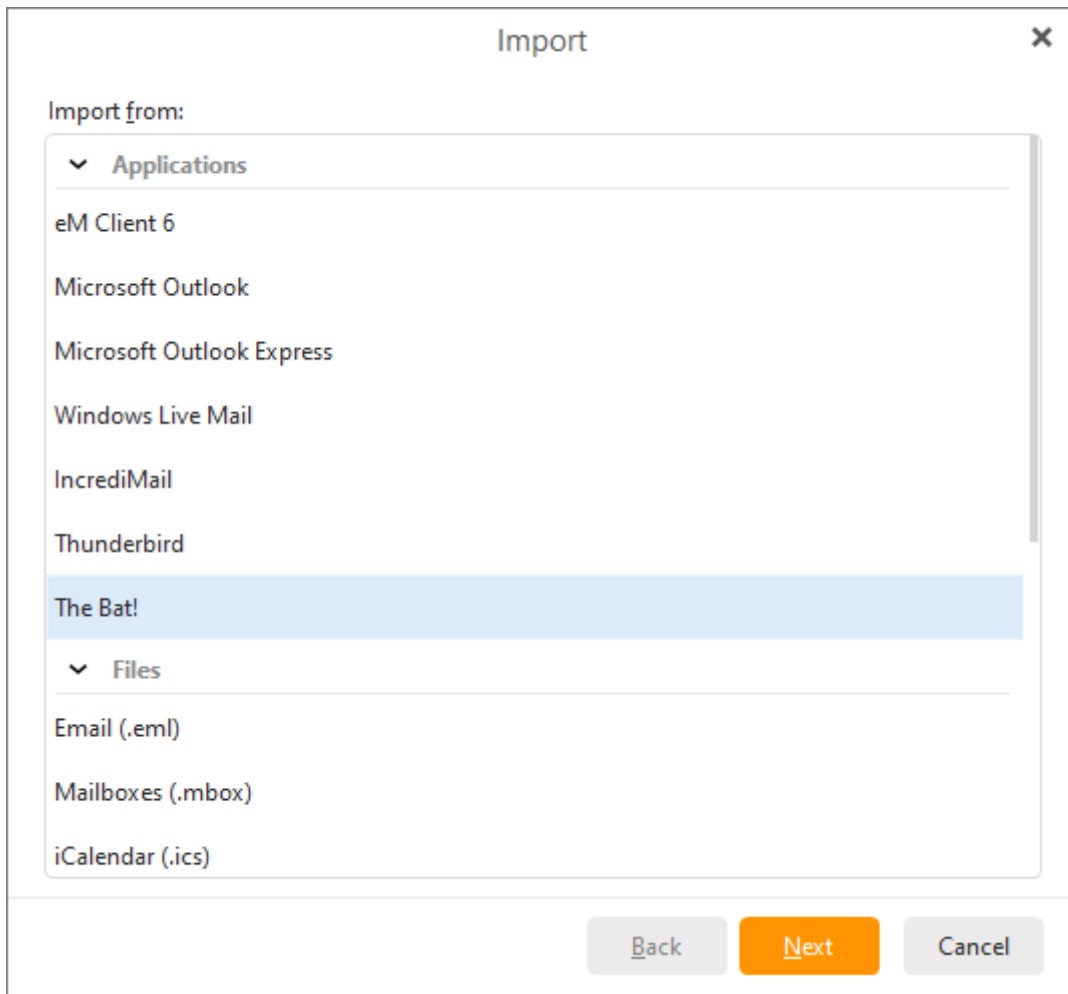 Import
Import from:
Applications
eM Client 6
Microsoft Outlook
Microsoft Outlook Express
Windows Live Mail
IncrediMail
Thunderbird
The Bat!
Files
Email (.eml)
Mailboxes (.mbox)
iCalendar (.ics)
Back Next Cancel